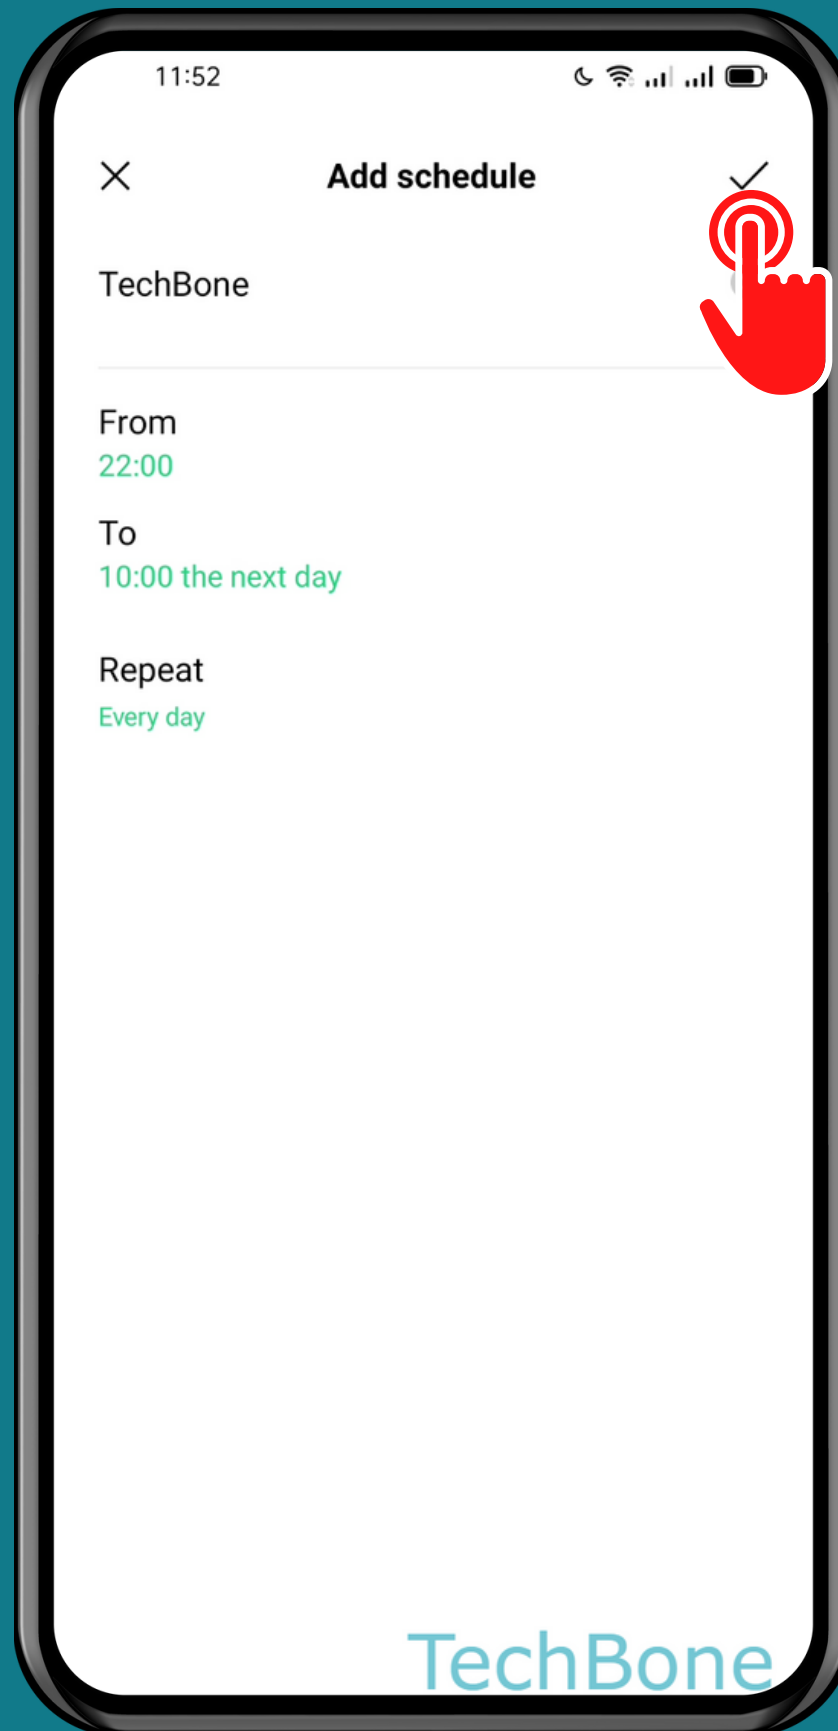 11:52
Add schedule
TechBone
From
22:00
To
10:00 the next day
Repeat
Every day
TechBone